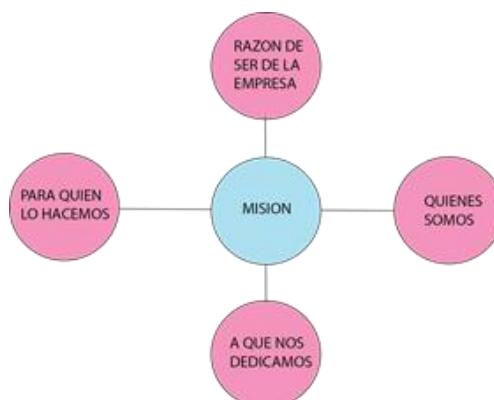 RAZON DE
SER DE LA
EMPRESA
PARA QUIEN
LO HACEMOS
MISION
QUIENES
SOMOS
A QUE NOS
DEDICAMOS